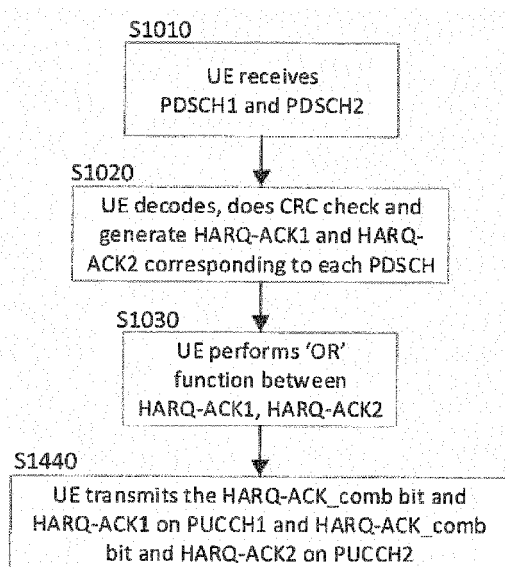 S1010
UE receives
PDSCH1 and PDSCH2
S1020
UE decodes, does CRC check and
generate HARQ-ACK1 and HARQ-
ACK2 corresponding to each PDSCH
S1030
UE performs 'OR'
function between
HARQ-ACK1, HARQ-ACK2
S1440
UE transmits the HARQ-ACK_comb bit and
HARQ-ACK1 on PUCCH1 and HARQ-ACK_comb
bit and HARQ-ACK2 on PUCCH2